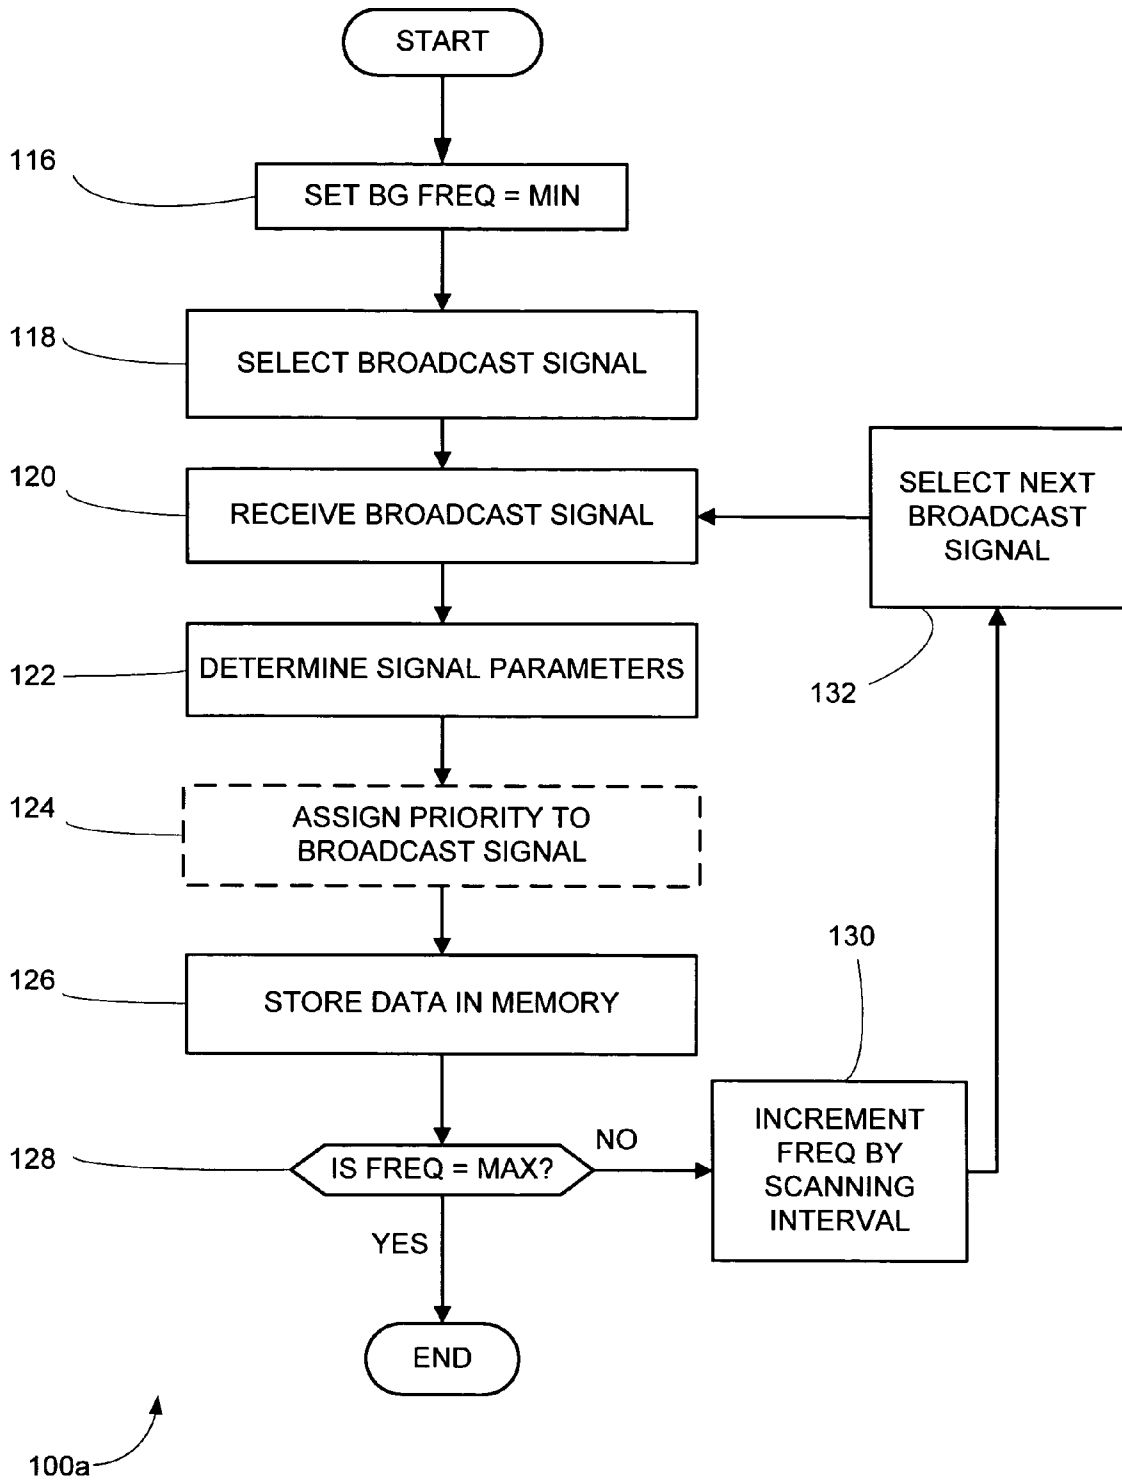 START
116
SET BG FREQ = MIN
118
SELECT BROADCAST SIGNAL
120
RECEIVE BROADCAST SIGNAL
SELECT NEXT
BROADCAST
SIGNAL
122
DETERMINE SIGNAL PARAMETERS
132
124
ASSIGN PRIORITY TO
BROADCAST SIGNAL
130
126
STORE DATA IN MEMORY
128
IS FREQ = MAX?
NO
INCREMENT
FREQ BY
SCANNING
INTERVAL
YES
END
100a